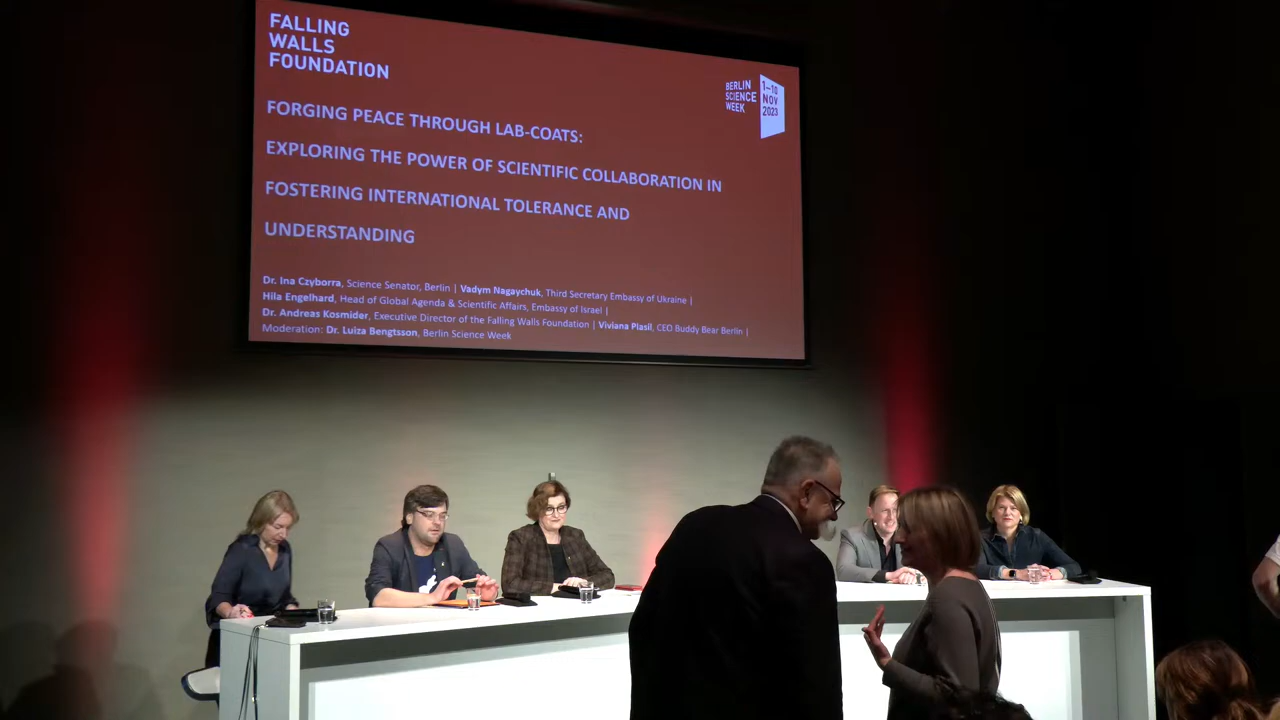 FALLING
WALLS
FOUNDATION
BERLIN
SCIENCE
WEEK
1–10
NOV
2023
FORGING PEACE THROUGH LAB-COATS:
EXPLORING THE POWER OF SCIENTIFIC COLLABORATION IN
FOSTERING INTERNATIONAL TOLERANCE AND
UNDERSTANDING
Dr. Ina Czyborra, Science Senator, Berlin | Vadym Nagaychuk, Third Secretary Embassy of Ukraine |
Hila Engelhard, Head of Global Agenda & Scientific Affairs, Embassy of Israel |
Dr. Andreas Kosmider, Executive Director of the Falling Walls Foundation | Viviana Plasil, CEO Buddy Bear Berlin |
Moderation: Dr. Luiza Bengtsson, Berlin Science Week